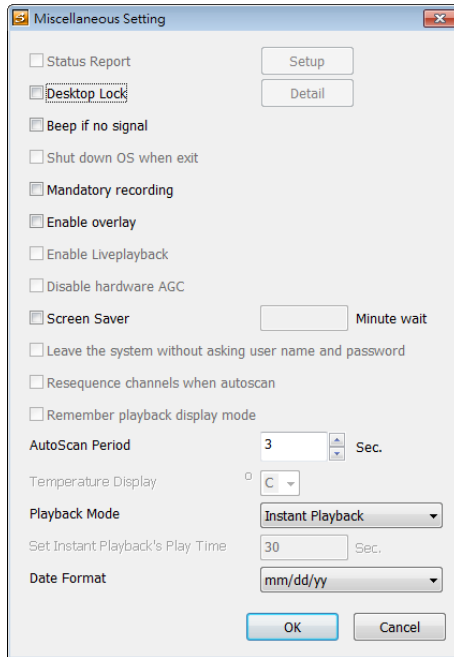 Miscellaneous Setting
Status Report Setup
Desktop Lock Detail
Beep if no signal
Shut down OS when exit
Mandatory recording
Enable overlay
Enable Liveplayback
Disable hardware AGC
Screen Saver Minute wait
Leave the system without asking user name and password
Resequence channels when autoscan
Remember playback display mode
AutoScan Period 3 Sec.
Temperature Display ° C
Playback Mode Instant Playback
Set Instant Playback's Play Time 30 Sec.
Date Format mm/dd/yy
OK Cancel